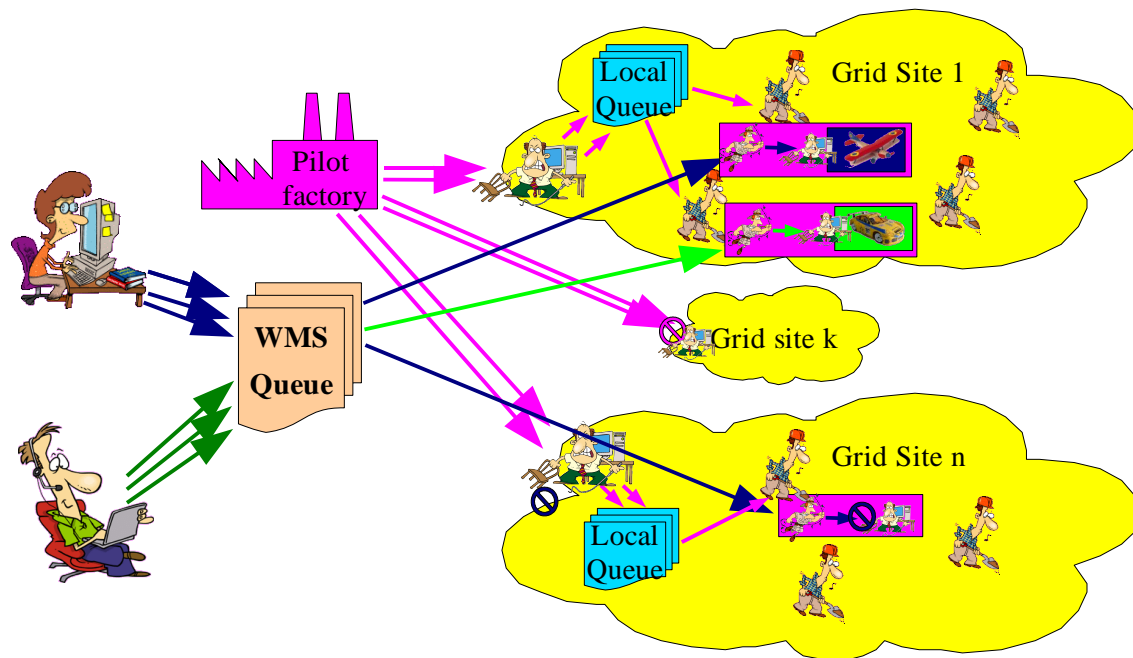 Local
Queue
Grid Site 1
Pilot
factory
WMS
Queue
Grid site k
Grid Site n
Local
Queue